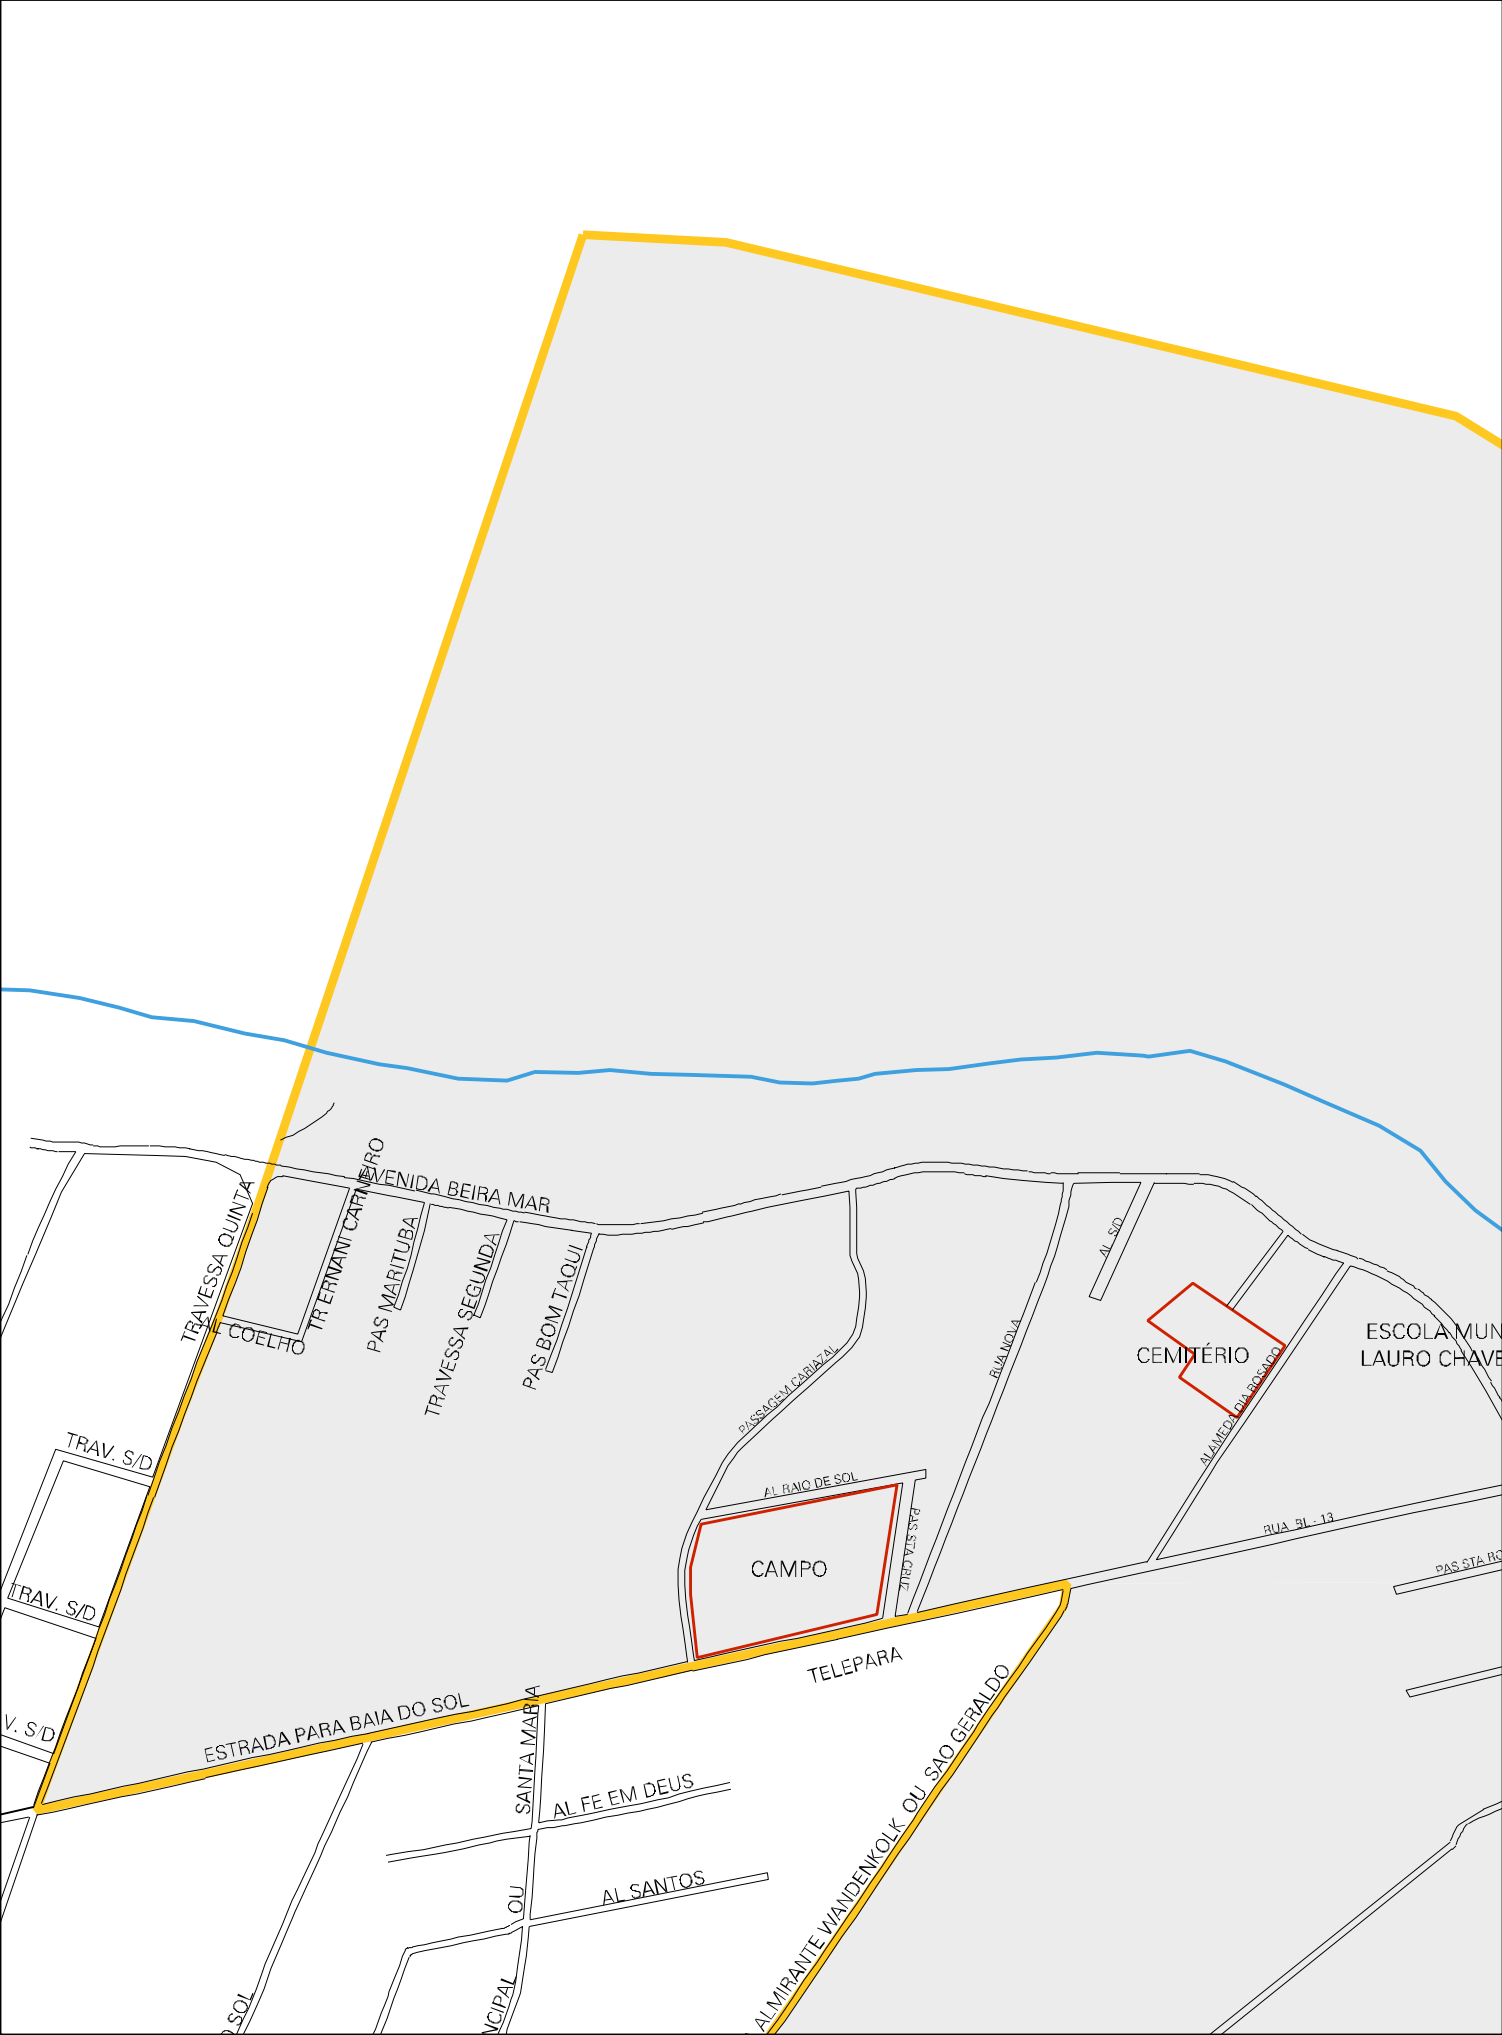 AVENIDA BEIRA MAR
TR ERNANI CARNEIRO
TRAVESSA QUINTA
PAS MARITUBA
TRAVESSA SEGUNDA
PAS BOM TAQUI
AL COELHO
AL S/D
RUA NOVA
PASSAGEM CARIAZAL
CEMITÉRIO
ALAMEDA DIA ROSADO
ESCOLA MUN
LAURO CHAVE
TRAV. S/D
AL RAIO DE SOL
PAS STA CRUZ
CAMPO
RUA BL - 13
PAS STA RO
TRAV. S/D
TELEPARA
V. S/D
ESTRADA PARA BAIA DO SOL
SANTA MARIA
AL FE EM DEUS
ALMIRANTE WANDENKOLK OU SAO GERALDO
AL SANTOS
OU
NCIPAL
O SOL